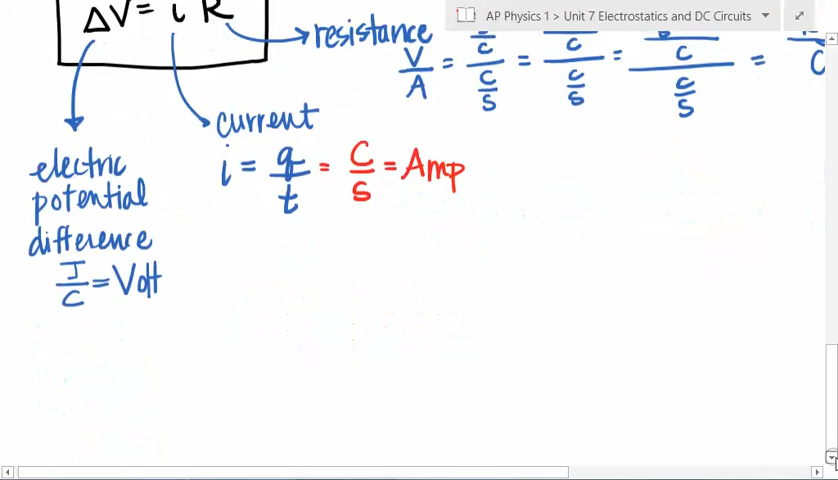 AP Physics 1 > Unit 7 Electrostatics and DC Circuits
ΔV = i R
resistance
V/A = /C/C/S = /C/C/S = /C/C/S = /C
current
i = q/t = C/S = Amp
electric
potential
difference
J/C = Volt